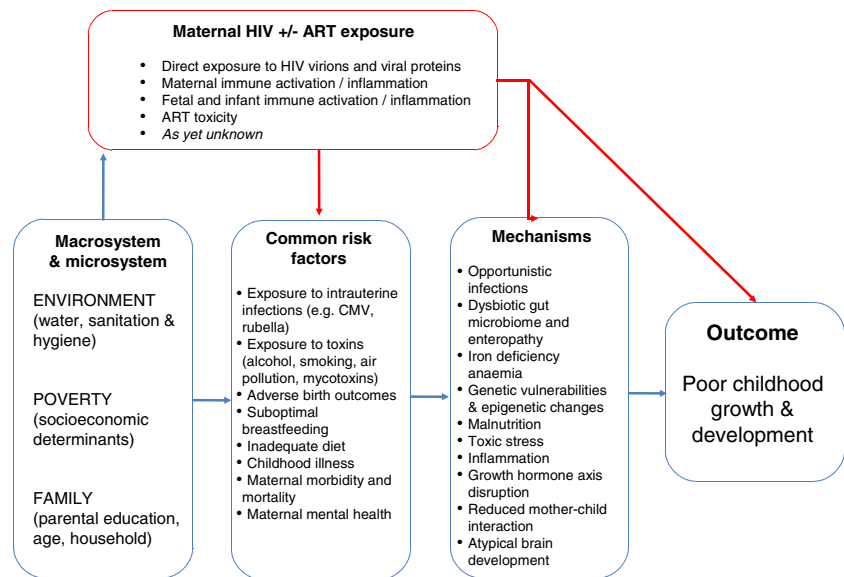 Maternal HIV +/- ART exposure
• Direct exposure to HIV virions and viral proteins
• Maternal immune activation / inflammation
• Fetal and infant immune activation / inflammation
• ART toxicity
• As yet unknown
Macrosystem
& microsystem
ENVIRONMENT
(water, sanitation &
hygiene)
POVERTY
(socioeconomic
determinants)
FAMILY
(parental education,
age, household)
Common risk
factors
• Exposure to intrauterine
infections (e.g. CMV,
rubella)
• Exposure to toxins
(alcohol, smoking, air
pollution, mycotoxins)
• Adverse birth outcomes
• Suboptimal
breastfeeding
• Inadequate diet
• Childhood illness
• Maternal morbidity and
mortality
• Maternal mental health
Mechanisms
• Opportunistic
infections
• Dysbiotic gut
microbiome and
enteropathy
• Iron deficiency
anaemia
• Genetic vulnerabilities
& epigenetic changes
• Malnutrition
• Toxic stress
• Inflammation
• Growth hormone axis
disruption
• Reduced mother-child
interaction
• Atypical brain
development
Outcome
Poor childhood
growth &
development